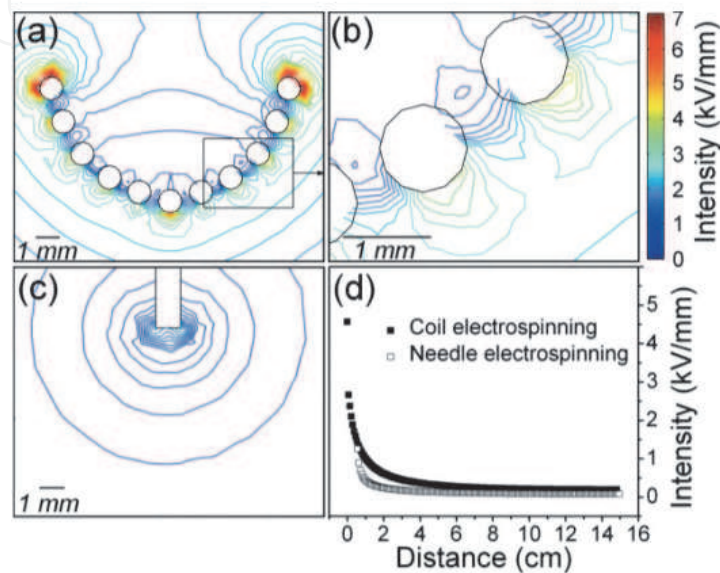 (a)
1 mm
(b)
1 mm
7
6
5
4
3
2
1
0
Intensity (kV/mm)
(c)
1 mm
(d)
Coil electrospinning
Needle electrospinning
5
4
3
2
1
0
Intensity (kV/mm)
0 2 4 6 8 10 12 14 16
Distance (cm)